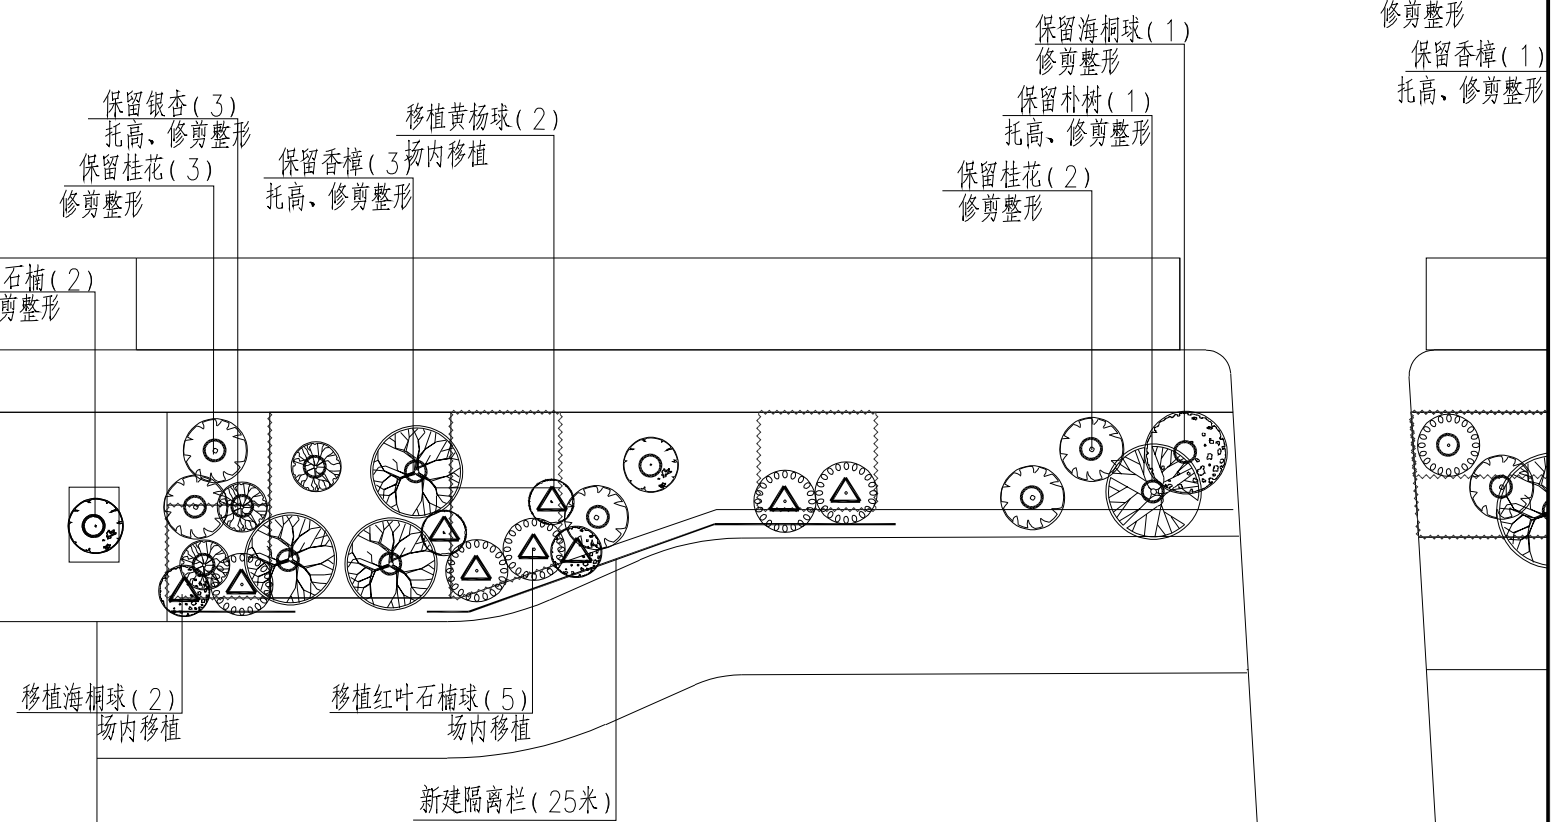 修剪整形
保留香樟(1)
托高、修剪整形
保留海桐球(1)
修剪整形
保留朴树(1)
托高、修剪整形
保留桂花(2)
修剪整形
保留银杏(3)
托高、修剪整形
保留桂花(3)
修剪整形
移植黄杨球(2)
场内移植
保留香樟(3
托高、修剪整形
石楠(2)
剪整形
移植海桐球(2)
场内移植
移植红叶石楠球(5)
场内移植
新建隔离栏(25米)